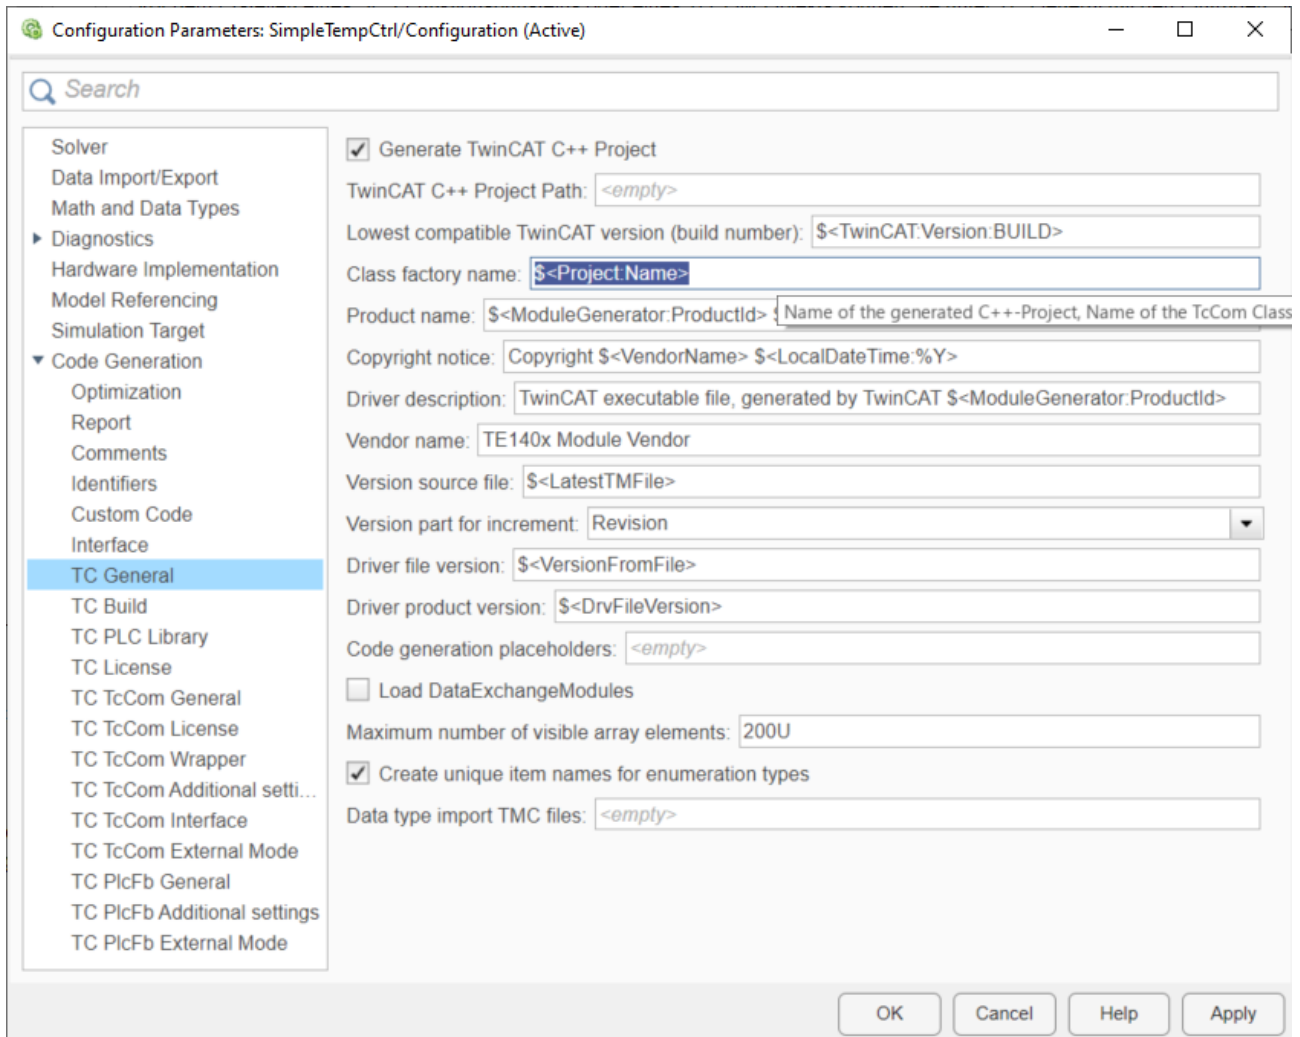 Configuration Parameters: SimpleTempCtrl/Configuration (Active)
Search
Solver
Data Import/Export
Math and Data Types
Diagnostics
Hardware Implementation
Model Referencing
Simulation Target
Code Generation
Optimization
Report
Comments
Identifiers
Custom Code
Interface
TC General
TC Build
TC PLC Library
TC License
TC TcCom General
TC TcCom License
TC TcCom Wrapper
TC TcCom Additional setti...
TC TcCom Interface
TC TcCom External Mode
TC PlcFb General
TC PlcFb Additional settings
TC PlcFb External Mode
Generate TwinCAT C++ Project
TwinCAT C++ Project Path: <empty>
Lowest compatible TwinCAT version (build number): $<TwinCAT:Version:BUILD>
Class factory name: $<Project:Name>
Product name: $<ModuleGenerator:ProductId>
Name of the generated C++-Project, Name of the TcCom Class
Copyright notice: Copyright $<VendorName> $<LocalDateTime:%Y>
Driver description: TwinCAT executable file, generated by TwinCAT $<ModuleGenerator:ProductId>
Vendor name: TE140x Module Vendor
Version source file: $<LatestTMFile>
Version part for increment: Revision
Driver file version: $<VersionFromFile>
Driver product version: $<DrvFileVersion>
Code generation placeholders: <empty>
Load DataExchangeModules
Maximum number of visible array elements: 200U
Create unique item names for enumeration types
Data type import TMC files: <empty>
OK
Cancel
Help
Apply